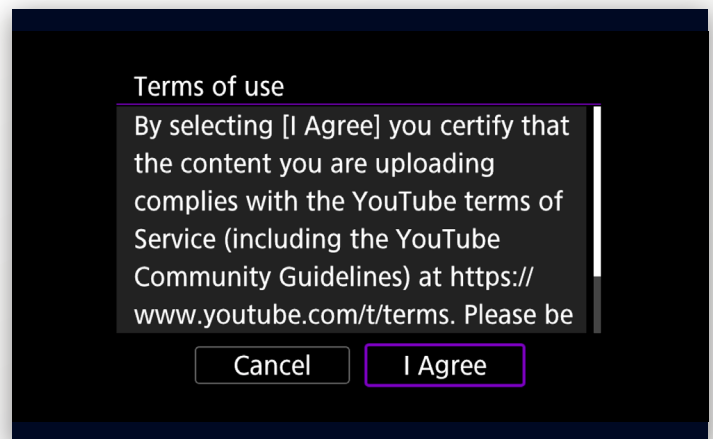 Terms of use
By selecting [I Agree] you certify that
the content you are uploading
complies with the YouTube terms of
Service (including the YouTube
Community Guidelines) at https://
www.youtube.com/t/terms. Please be
Cancel
I Agree